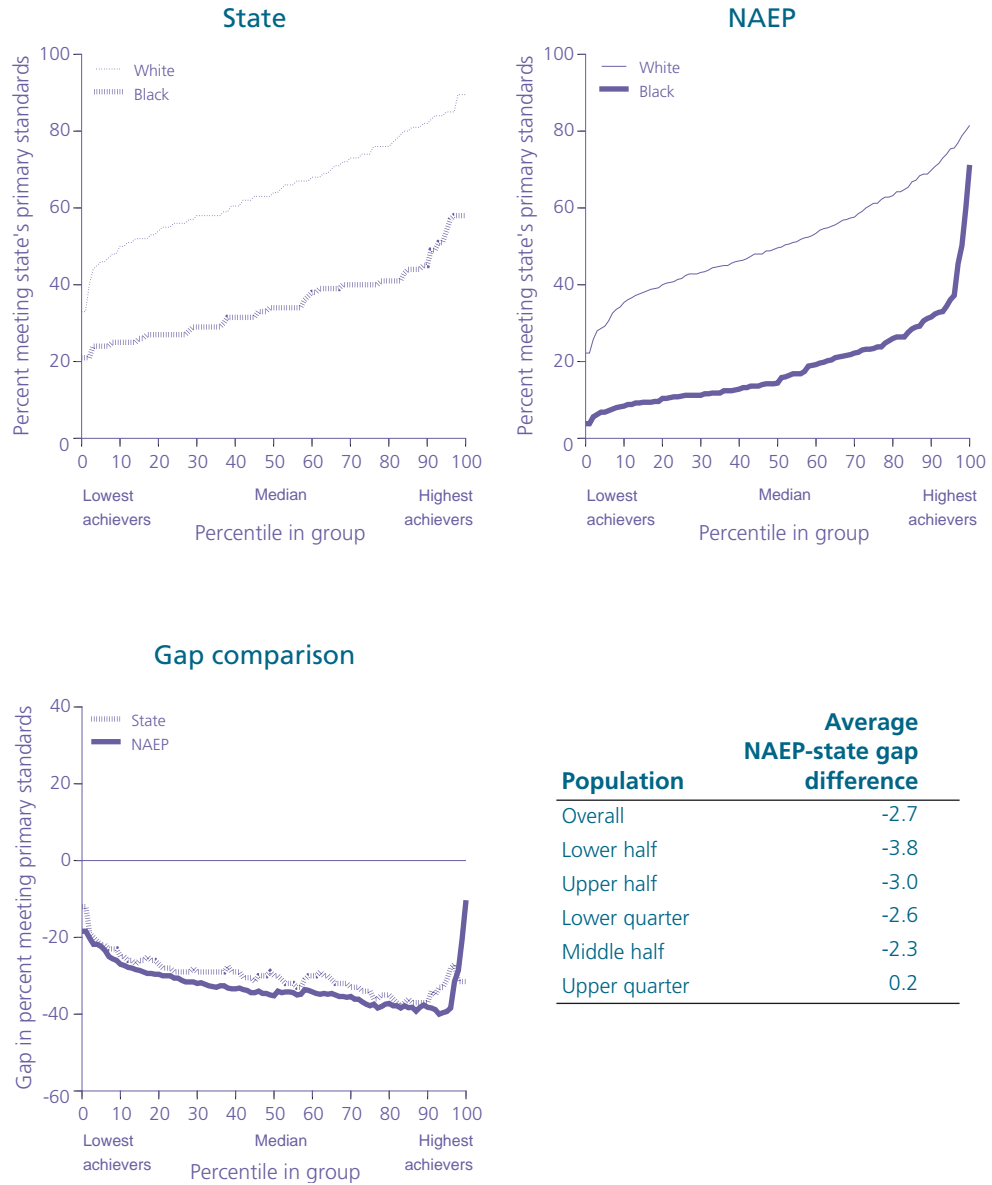 State
Percent meeting state's primary standards
100
80
60
40
20
0
White
Black
0 10 20 30 40 50 60 70 80 90 100
Lowest achievers
Median
Highest achievers
Percentile in group
NAEP
Percent meeting state's primary standards
100
80
60
40
20
0
White
Black
0 10 20 30 40 50 60 70 80 90 100
Lowest achievers
Median
Highest achievers
Percentile in group
Gap comparison
Gap in percent meeting primary standards
40
20
0
-20
-40
-60
State
NAEP
0 10 20 30 40 50 60 70 80 90 100
Lowest achievers
Median
Highest achievers
Percentile in group
Average
NAEP-state gap
Population difference
Overall -2.7
Lower half -3.8
Upper half -3.0
Lower quarter -2.6
Middle half -2.3
Upper quarter 0.2